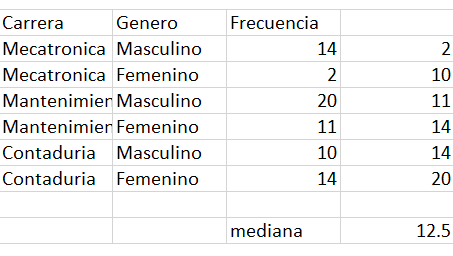 Carrera Genero Frecuencia
Mecatronica Masculino 14 2
Mecatronica Femenino 2 10
Mantenimien Masculino 20 11
Mantenimien Femenino 11 14
Contaduria Masculino 10 14
Contaduria Femenino 14 20
mediana 12.5